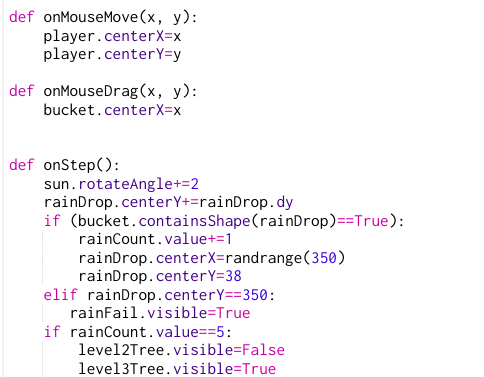 def onMouseMove(x, y):
    player.centerX=x
    player.centerY=y
def onMouseDrag(x, y):
    bucket.centerX=x
def onStep():
    sun.rotateAngle+=2
    rainDrop.centerY+=rainDrop.dy
    if (bucket.containsShape(rainDrop)==True):
        rainCount.value+=1
        rainDrop.centerX=randrange(350)
        rainDrop.centerY=38
    elif rainDrop.centerY==350:
       rainFail.visible=True
    if rainCount.value==5:
        level2Tree.visible=False
        level3Tree.visible=True